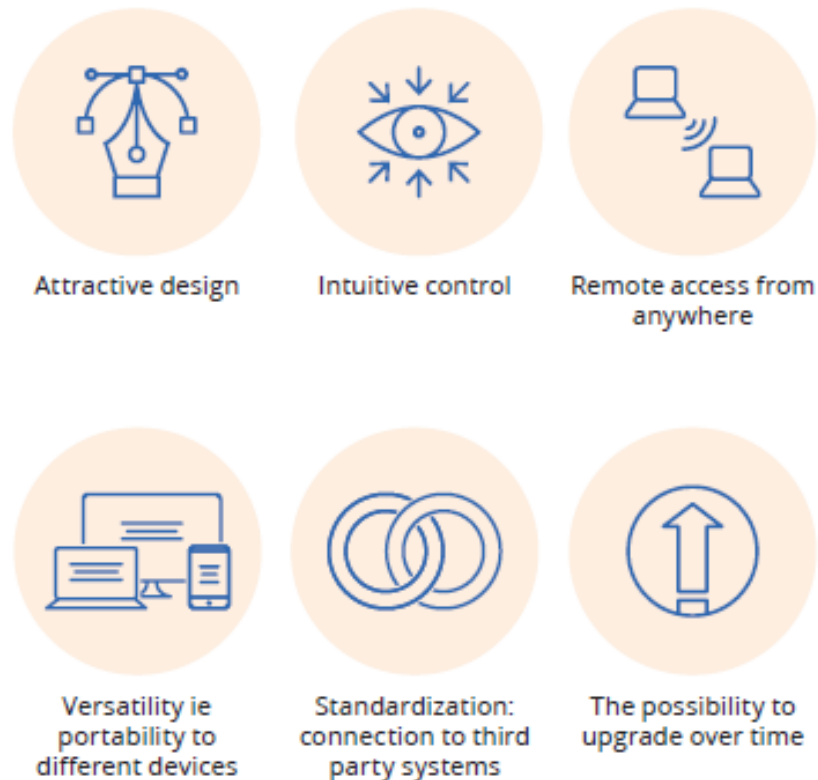 Attractive design
Intuitive control
Remote access from
anywhere
Versatility ie
portability to
different devices
Standardization:
connection to third
party systems
The possibility to
upgrade over time